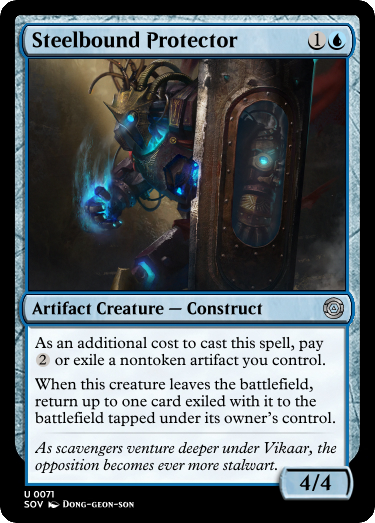 Steelbound Protector 1
Artifact Creature — Construct
As an additional cost to cast this spell, pay
2 or exile a nontoken artifact you control.
When this creature leaves the battlefield,
return up to one card exiled with it to the
battlefield tapped under its owner's control.
As scavengers venture deeper under Vikaar, the
opposition becomes ever more stalwart.
4/4
U 0071
SOV DONG-GEON-SON